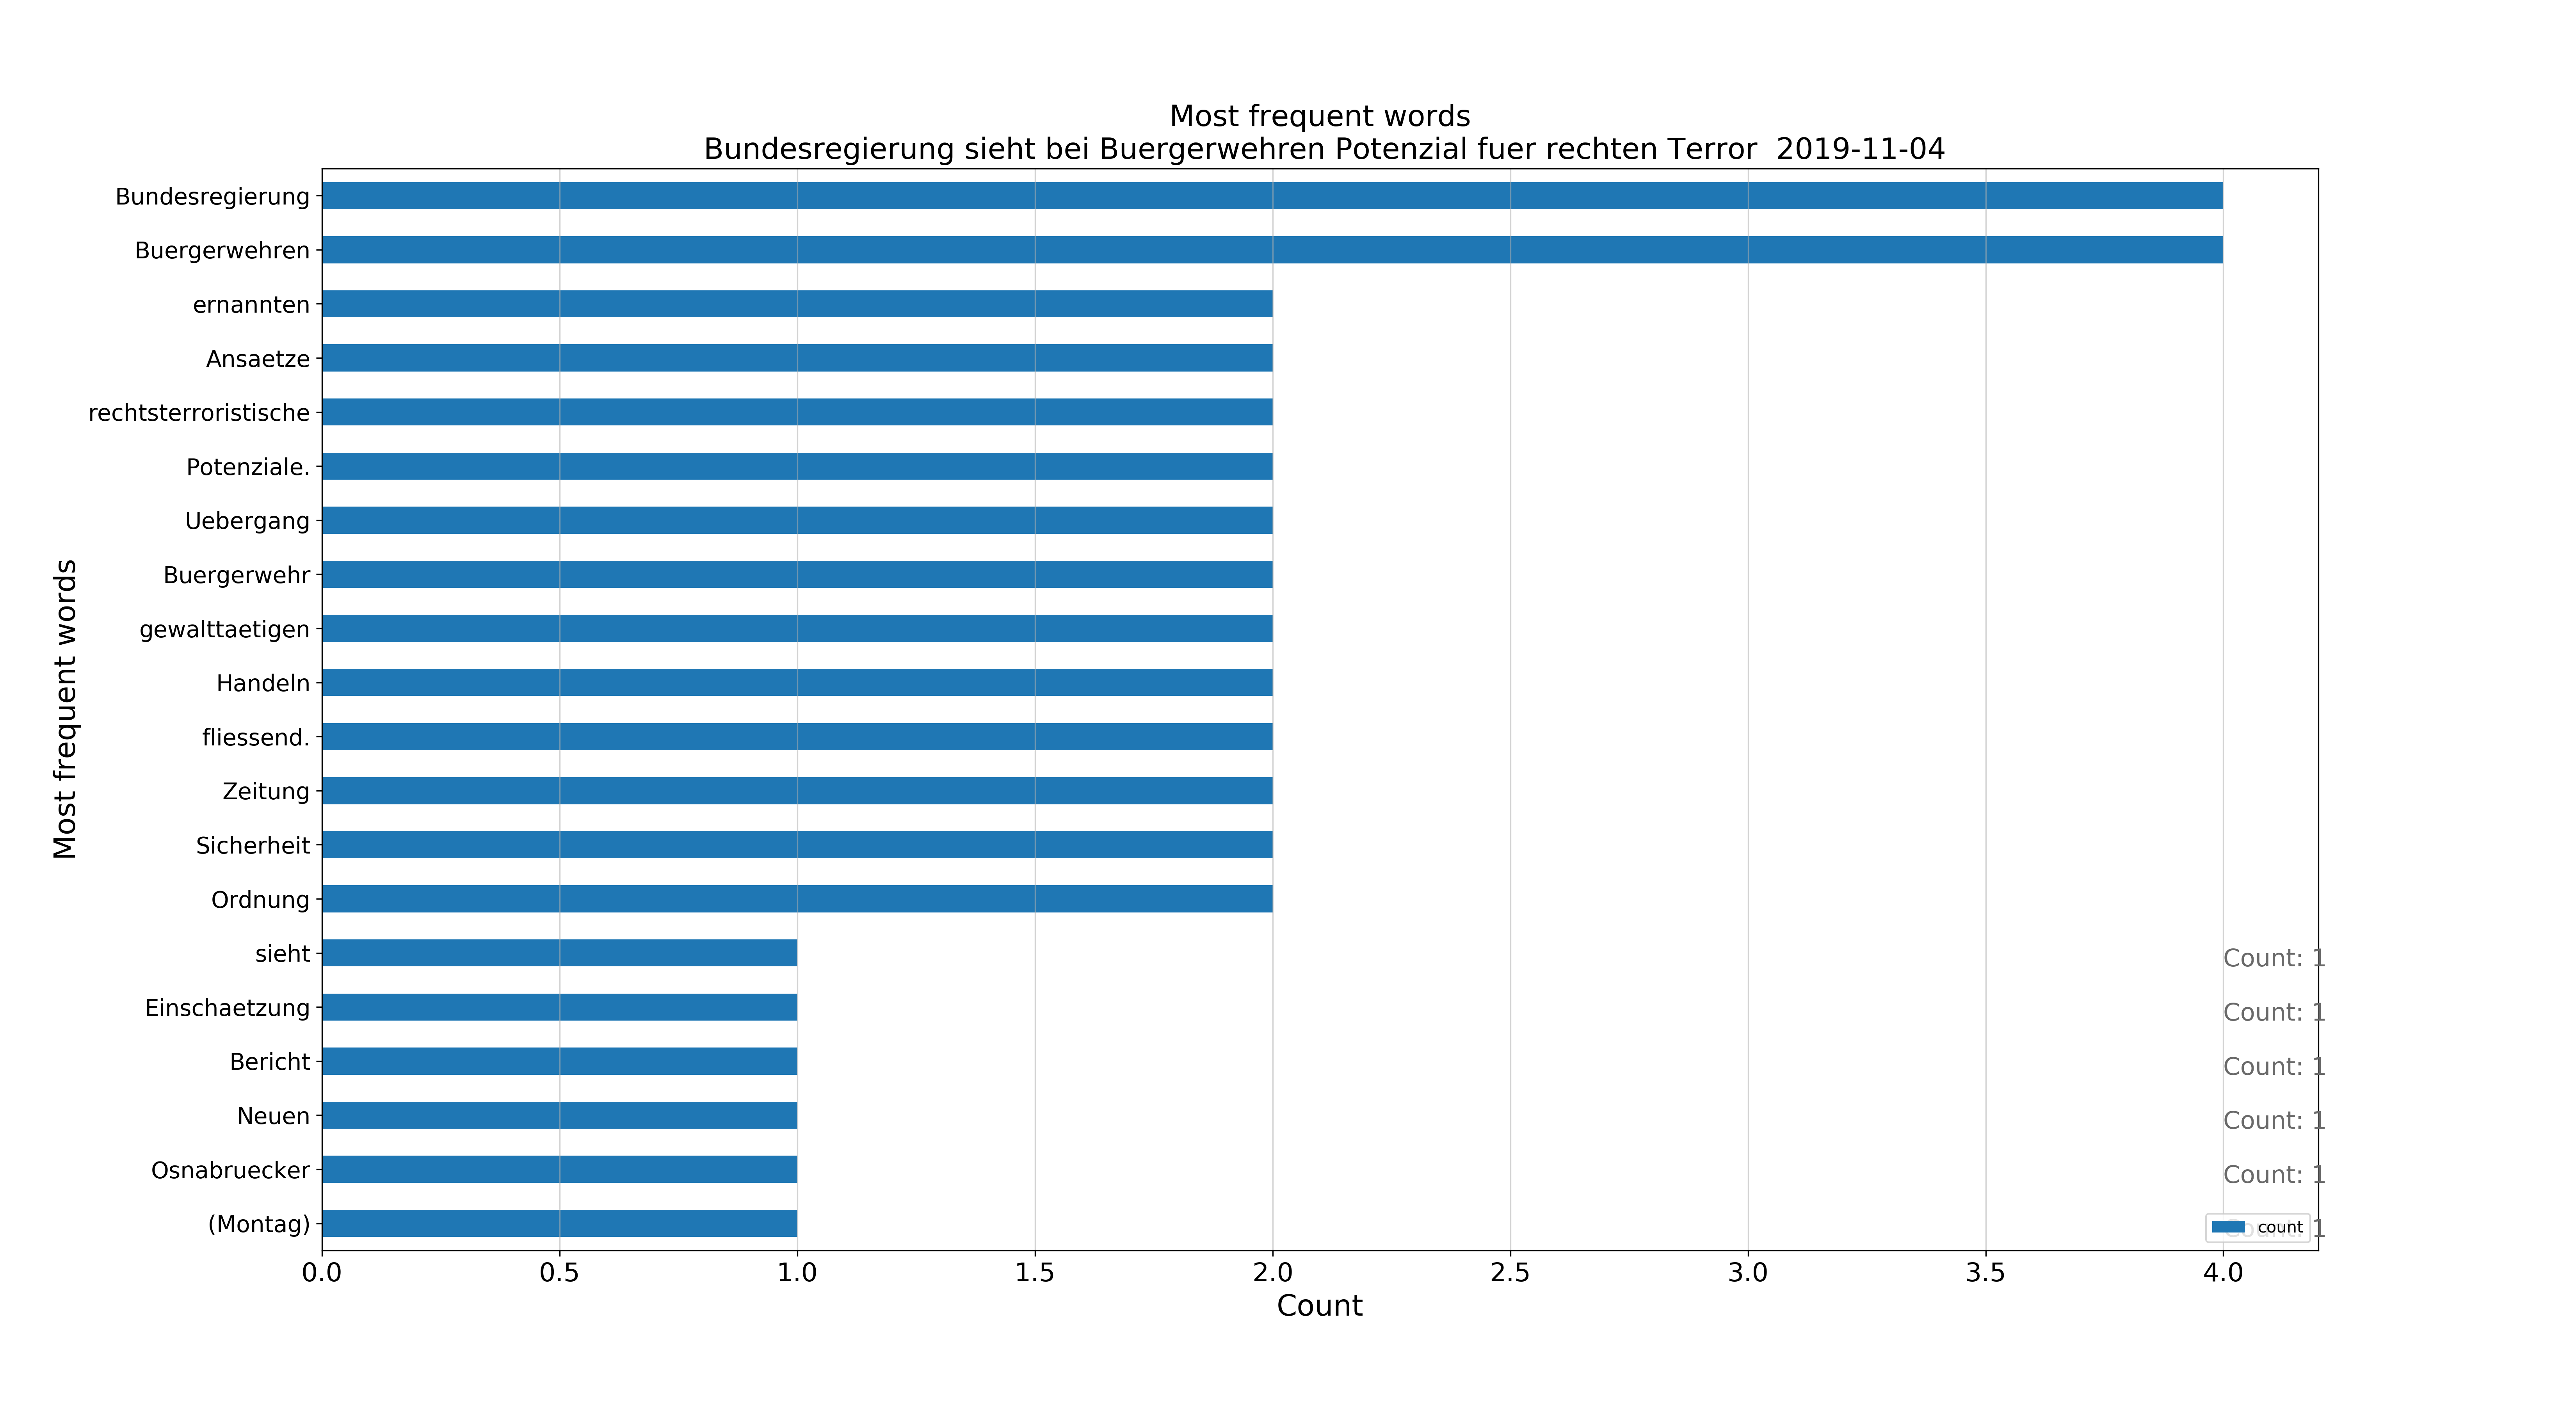 Most frequent words
Bundesregierung sieht bei Buergerwehren Potenzial fuer rechten Terror  2019-11-04
Most frequent words
Bundesregierung
Buergerwehren
ernannten
Ansaetze
rechtsterroristische
Potenziale.
Uebergang
Buergerwehr
gewalttaetigen
Handeln
fliessend.
Zeitung
Sicherheit
Ordnung
sieht
Count: 1
Einschaetzung
Count: 1
Bericht
Count: 1
Neuen
Count: 1
Osnabruecker
Count: 1
(Montag)
Count: 1
count
0.0 0.5 1.0 1.5 2.0 2.5 3.0 3.5 4.0
Count